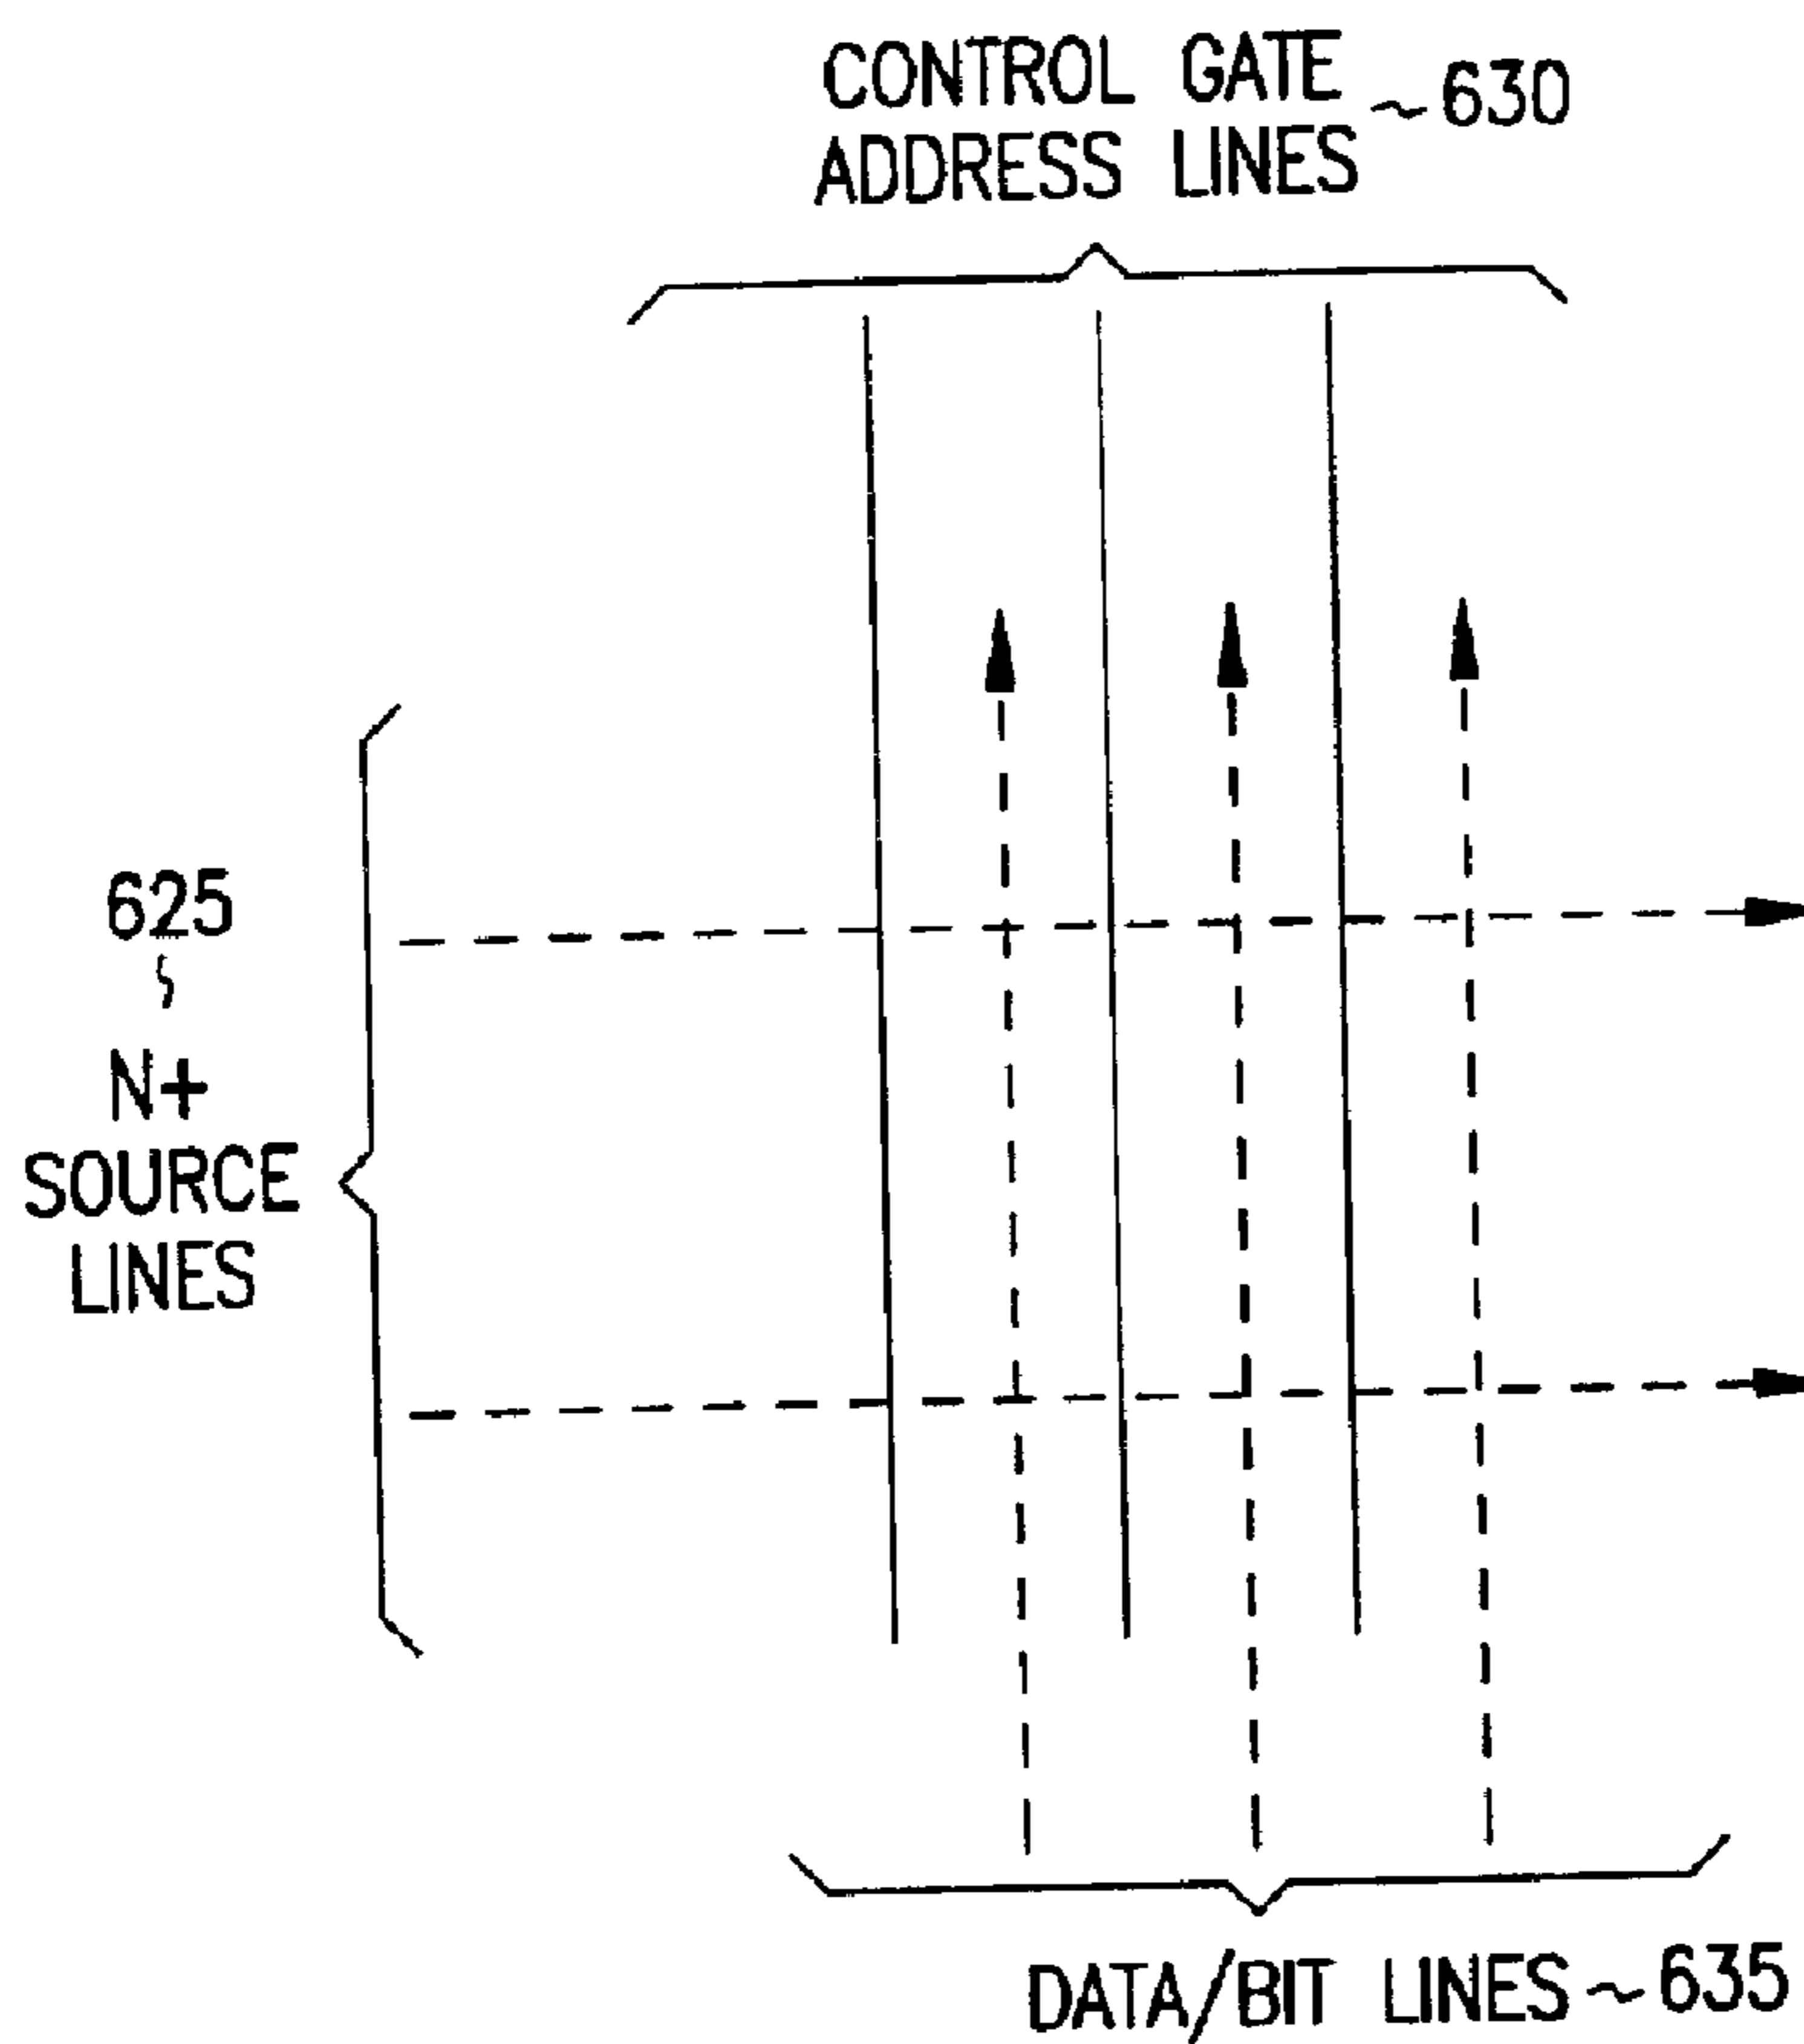 CONTROL GATE
ADDRESS LINES ~630
625
N+
SOURCE
LINES
DATA/BIT LINES ~635